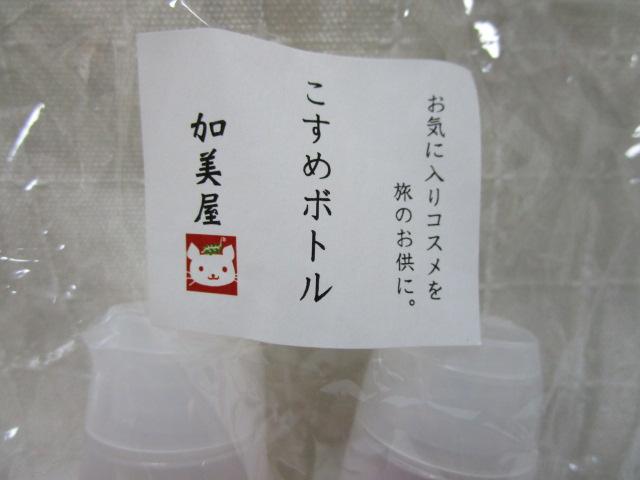 お気に入りコスメを
旅のお供に。
こすめボトル
加美屋